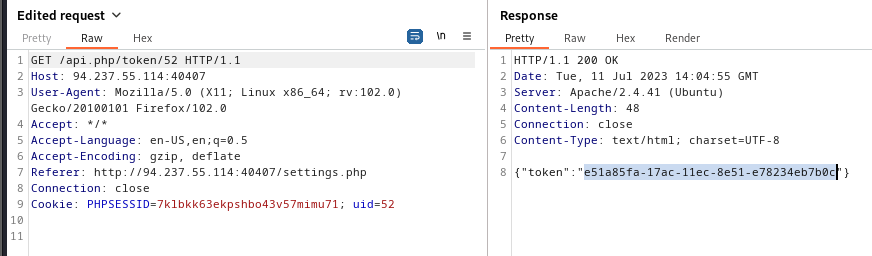 Edited request
Pretty Raw Hex
\n
1 GET /api.php/token/52 HTTP/1.1
2 Host: 94.237.55.114:40407
3 User-Agent: Mozilla/5.0 (X11; Linux x86_64; rv:102.0)
Gecko/20100101 Firefox/102.0
4 Accept: */*
5 Accept-Language: en-US,en;q=0.5
6 Accept-Encoding: gzip, deflate
7 Referer: http://94.237.55.114:40407/settings.php
8 Connection: close
9 Cookie: PHPSESSID=7klbkk63ekpshbo43v57mimu71; uid=52
10
11
Response
Pretty Raw Hex Render
1 HTTP/1.1 200 OK
2 Date: Tue, 11 Jul 2023 14:04:55 GMT
3 Server: Apache/2.4.41 (Ubuntu)
4 Content-Length: 48
5 Connection: close
6 Content-Type: text/html; charset=UTF-8
7
8 {"token":"e51a85fa-17ac-11ec-8e51-e78234eb7b0c"}